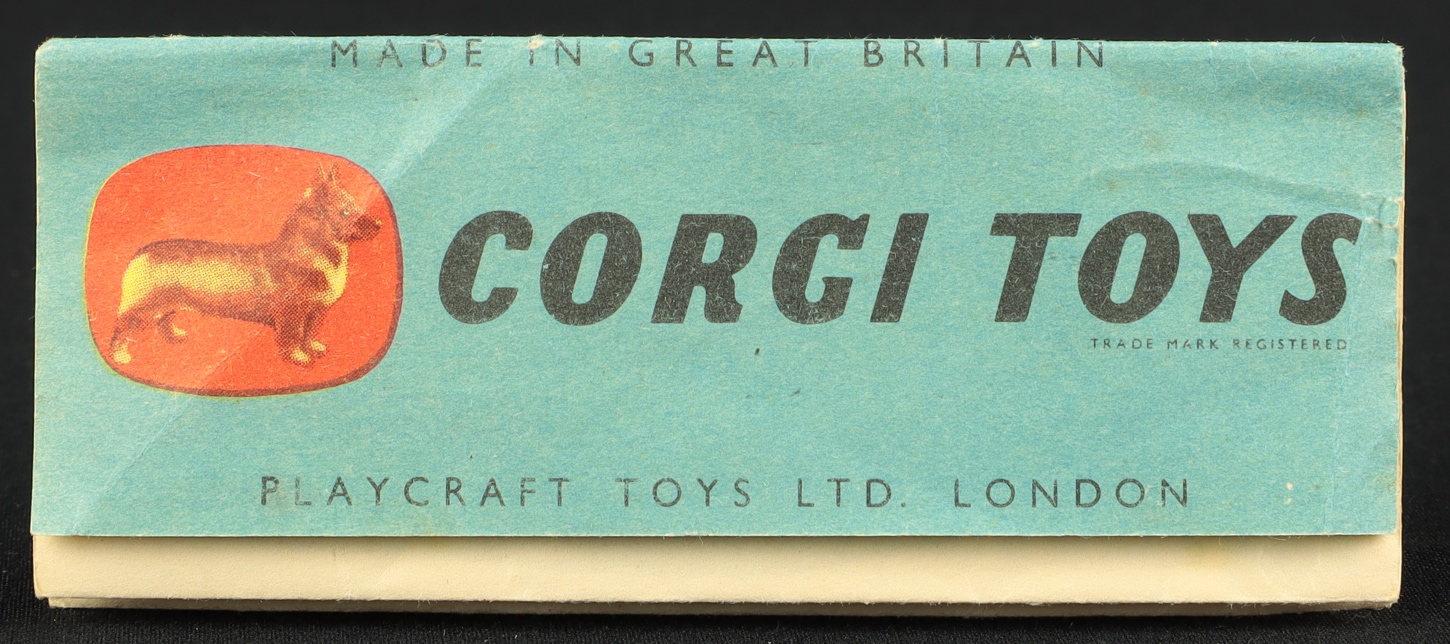 MADE IN GREAT BRITAIN
CORGI TOYS
TRADE MARK REGISTERED
PLAYCRAFT TOYS LTD. LONDON